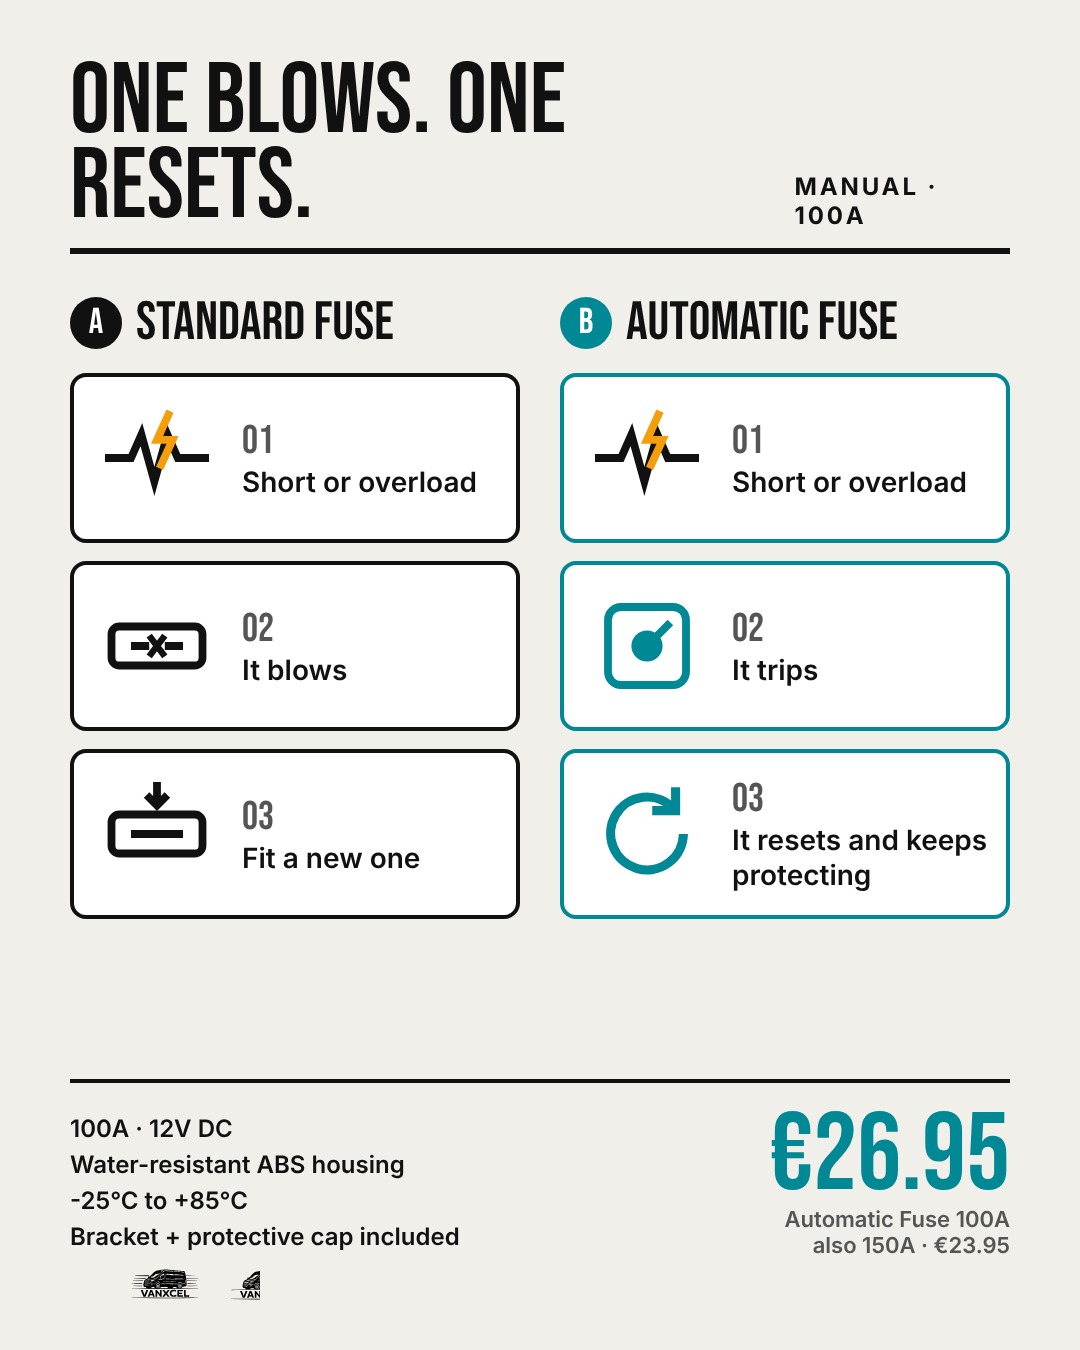 ONE BLOWS. ONE
RESETS.
MANUAL ·
100A
A STANDARD FUSE
01
Short or overload
02
It blows
03
Fit a new one
B AUTOMATIC FUSE
01
Short or overload
02
It trips
03
It resets and keeps
protecting
100A · 12V DC
Water-resistant ABS housing
-25°C to +85°C
Bracket + protective cap included
€26.95
Automatic Fuse 100A
also 150A · €23.95
VANXCEL
VAN